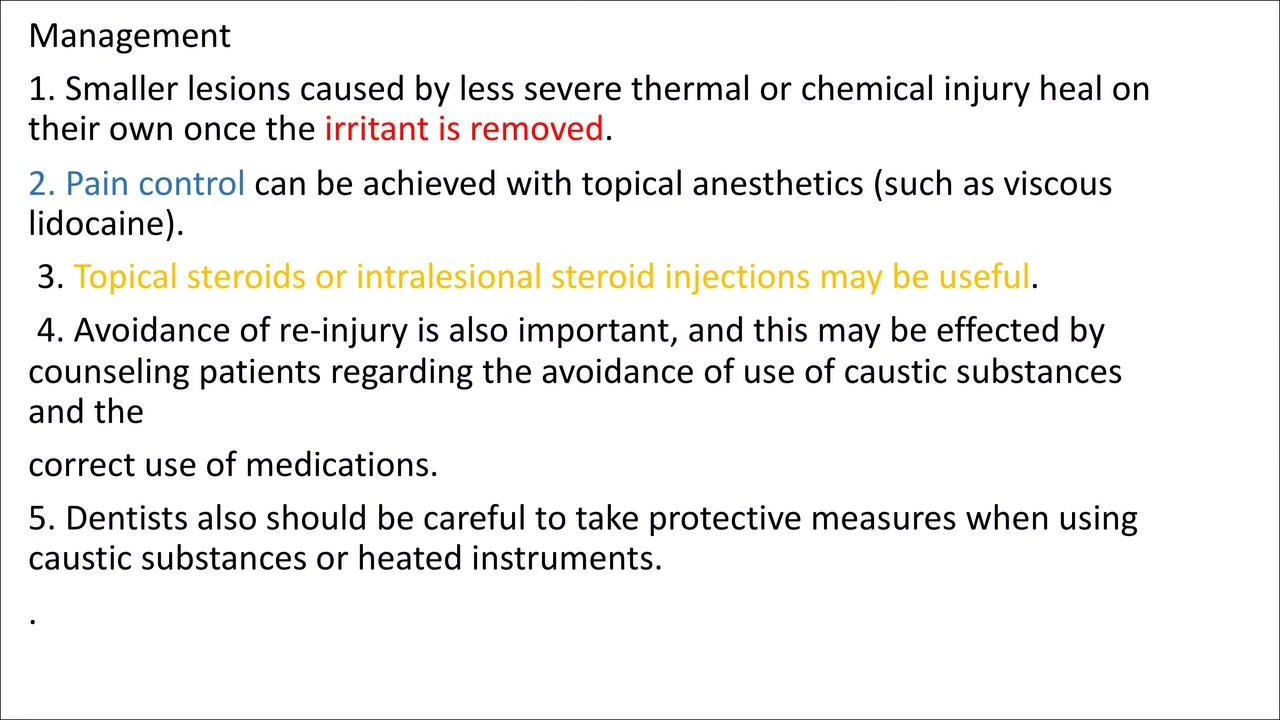 Management
1. Smaller lesions caused by less severe thermal or chemical injury heal on
their own once the irritant is removed.
2. Pain control can be achieved with topical anesthetics (such as viscous
lidocaine).
3. Topical steroids or intralesional steroid injections may be useful.
4. Avoidance of re-injury is also important, and this may be effected by
counseling patients regarding the avoidance of use of caustic substances
and the
correct use of medications.
5. Dentists also should be careful to take protective measures when using
caustic substances or heated instruments.
.